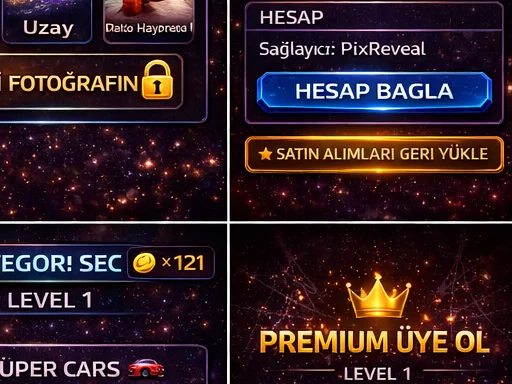 Uzay
İ FOTOĞRAFIN
HESAP
Sağlayıcı: PixReveal
HESAP BAGLA
SATIN ALIMLARI GERI YÜKLE
EGOR! SEC
×121
LEVEL 1
ÜPER CARS
PREMIUM ÜYE OL
LEVEL 1